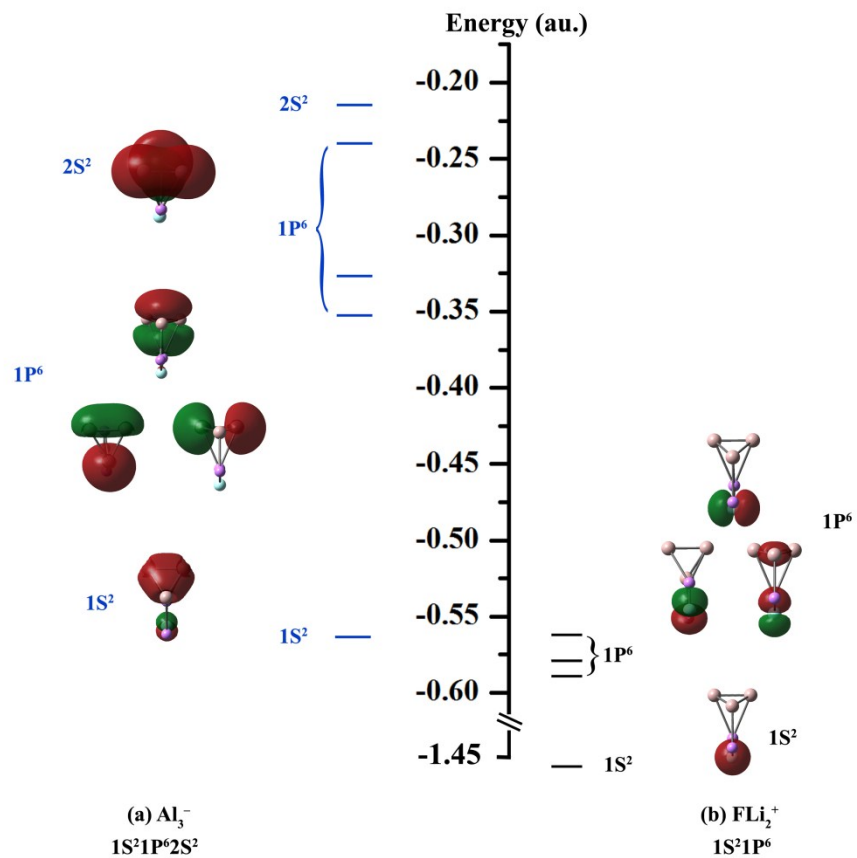 Energy (au.)
-0.20
2S²
2S²
-0.25
1P⁶
-0.30
-0.35
1P⁶
-0.40
-0.45
1P⁶
-0.50
1S²
-0.55
1S²
1P⁶
-0.60
1S²
-1.45
1S²
(a) Al₃⁻
(b) FLi₂⁺
1S²1P⁶2S²
1S²1P⁶